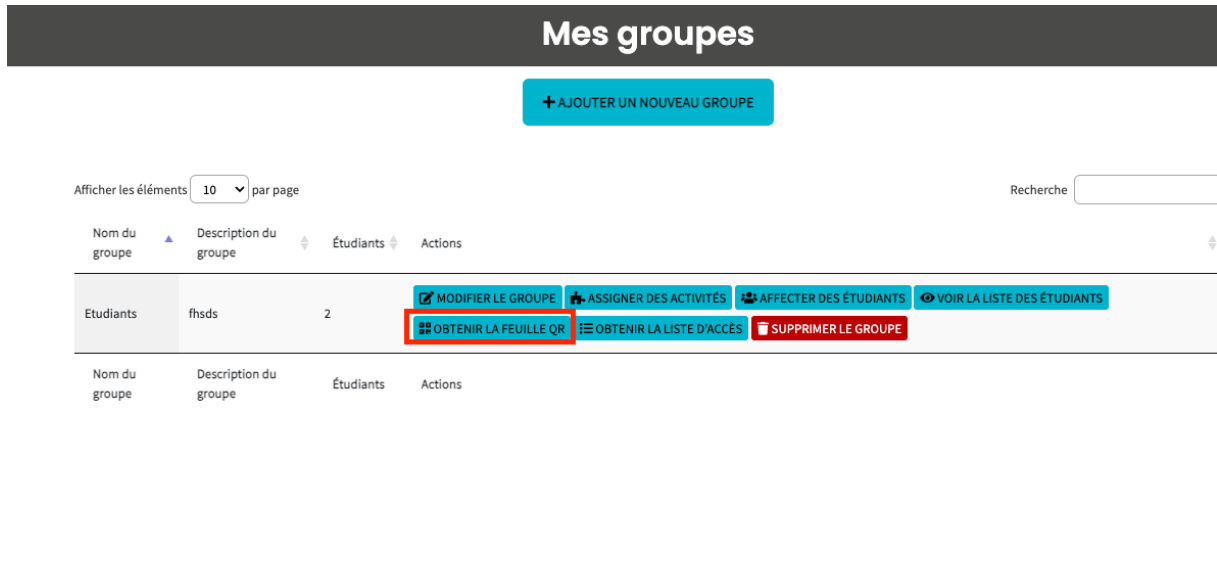 Mes groupes
AJOUTER UN NOUVEAU GROUPE
Afficher les éléments 10 par page
Recherche
Nom du groupe
Description du groupe
Étudiants
Actions
Etudiants
fhsds
2
MODIFIER LE GROUPE ASSIGNER DES ACTIVITÉS AFFECTER DES ÉTUDIANTS VOIR LA LISTE DES ÉTUDIANTS
OBTENIR LA FEUILLE QR OBTENIR LA LISTE D'ACCÈS SUPPRIMER LE GROUPE
Nom du groupe
Description du groupe
Étudiants
Actions